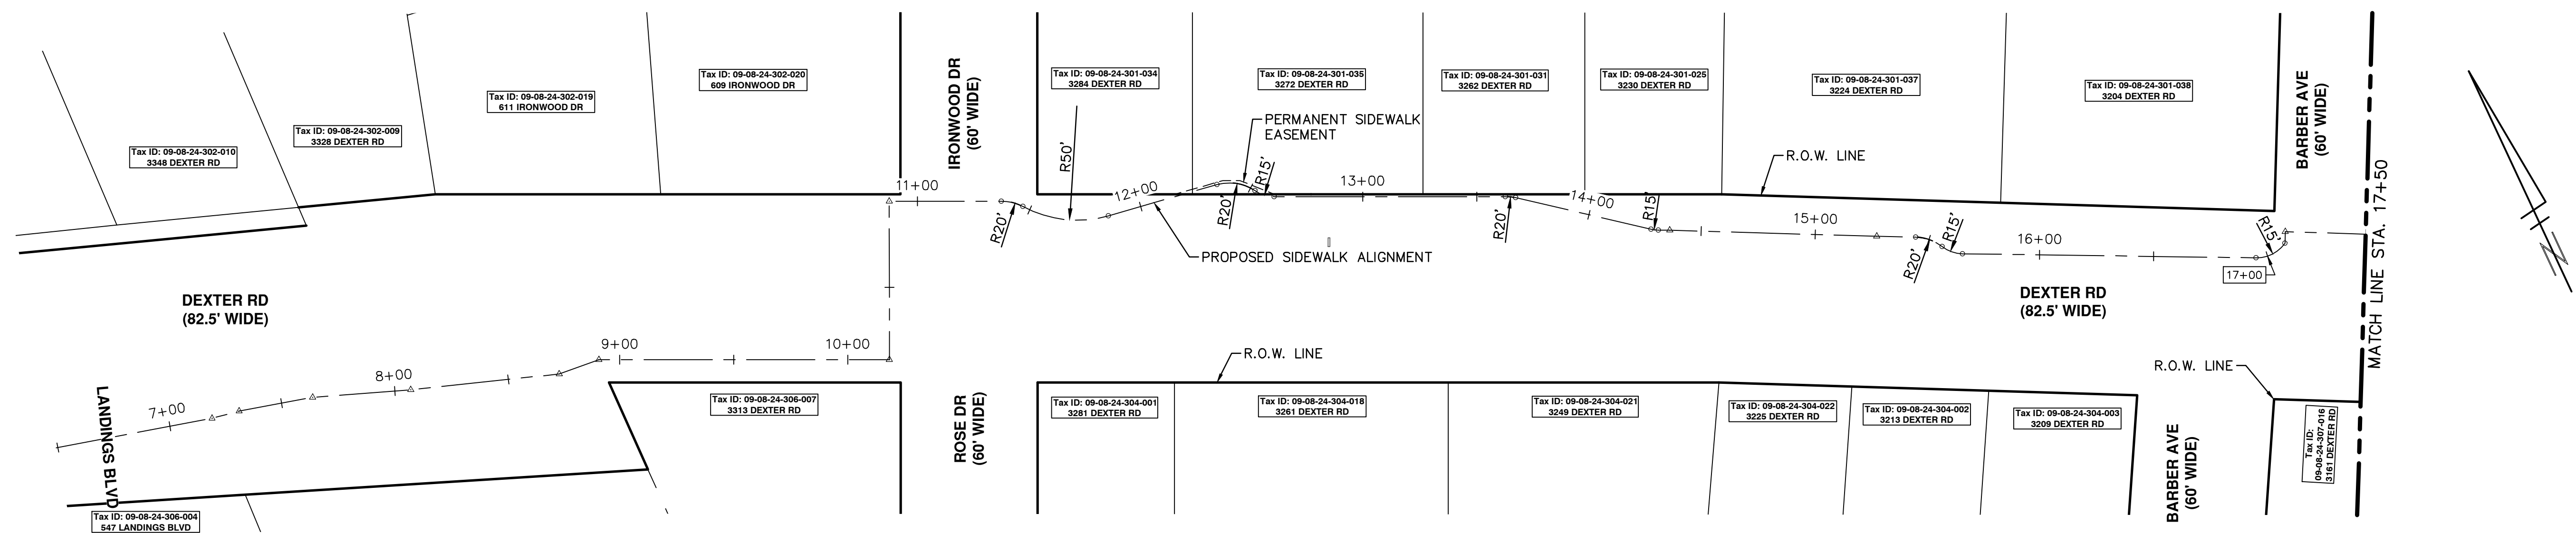 Tax ID: 09-08-24-302-010
3348 DEXTER RD
Tax ID: 09-08-24-302-009
3328 DEXTER RD
Tax ID: 09-08-24-302-019
611 IRONWOOD DR
Tax ID: 09-08-24-302-020
609 IRONWOOD DR
IRONWOOD DR
(60' WIDE)
Tax ID: 09-08-24-301-034
3284 DEXTER RD
Tax ID: 09-08-24-301-035
3272 DEXTER RD
Tax ID: 09-08-24-301-031
3262 DEXTER RD
Tax ID: 09-08-24-301-025
3230 DEXTER RD
Tax ID: 09-08-24-301-037
3224 DEXTER RD
Tax ID: 09-08-24-301-038
3204 DEXTER RD
BARBER AVE
(60' WIDE)
PERMANENT SIDEWALK
EASEMENT
R.O.W. LINE
R50'
R15'
11+00
12+00
13+00
14+00
15+00
16+00
17+00
R20'
R20'
R20'
R15'
R20'
R15'
R15'
PROPOSED SIDEWALK ALIGNMENT
MATCH LINE STA. 17+50
N
DEXTER RD
(82.5' WIDE)
DEXTER RD
(82.5' WIDE)
7+00
8+00
9+00
10+00
R.O.W. LINE
R.O.W. LINE
LANDINGS BLVD
Tax ID: 09-08-24-306-004
547 LANDINGS BLVD
Tax ID: 09-08-24-306-007
3313 DEXTER RD
ROSE DR
(60' WIDE)
Tax ID: 09-08-24-304-001
3281 DEXTER RD
Tax ID: 09-08-24-304-018
3261 DEXTER RD
Tax ID: 09-08-24-304-021
3249 DEXTER RD
Tax ID: 09-08-24-304-022
3225 DEXTER RD
Tax ID: 09-08-24-304-002
3213 DEXTER RD
Tax ID: 09-08-24-304-003
3209 DEXTER RD
BARBER AVE
(60' WIDE)
Tax ID:
09-08-24-307-016
3161 DEXTER RD